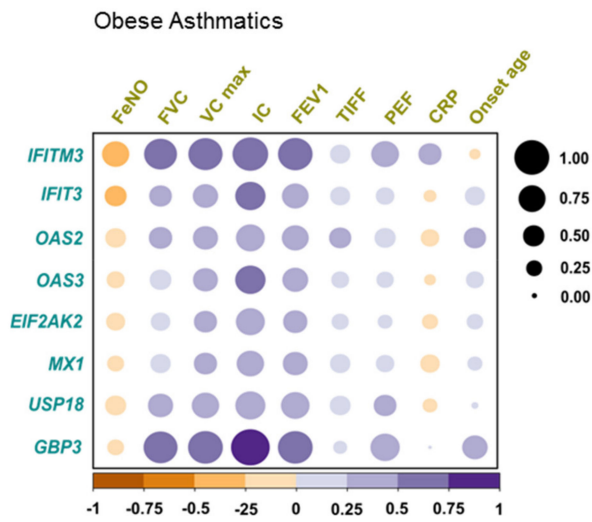 Obese Asthmatics
FeNO FVC VC max IC FEV1 TIFF PEF CRP Onset age
IFITM3
IFIT3
OAS2
OAS3
EIF2AK2
MX1
USP18
GBP3
1.00
0.75
0.50
0.25
0.00
-1 -0.75 -0.5 -25 0 0.25 0.5 0.75 1